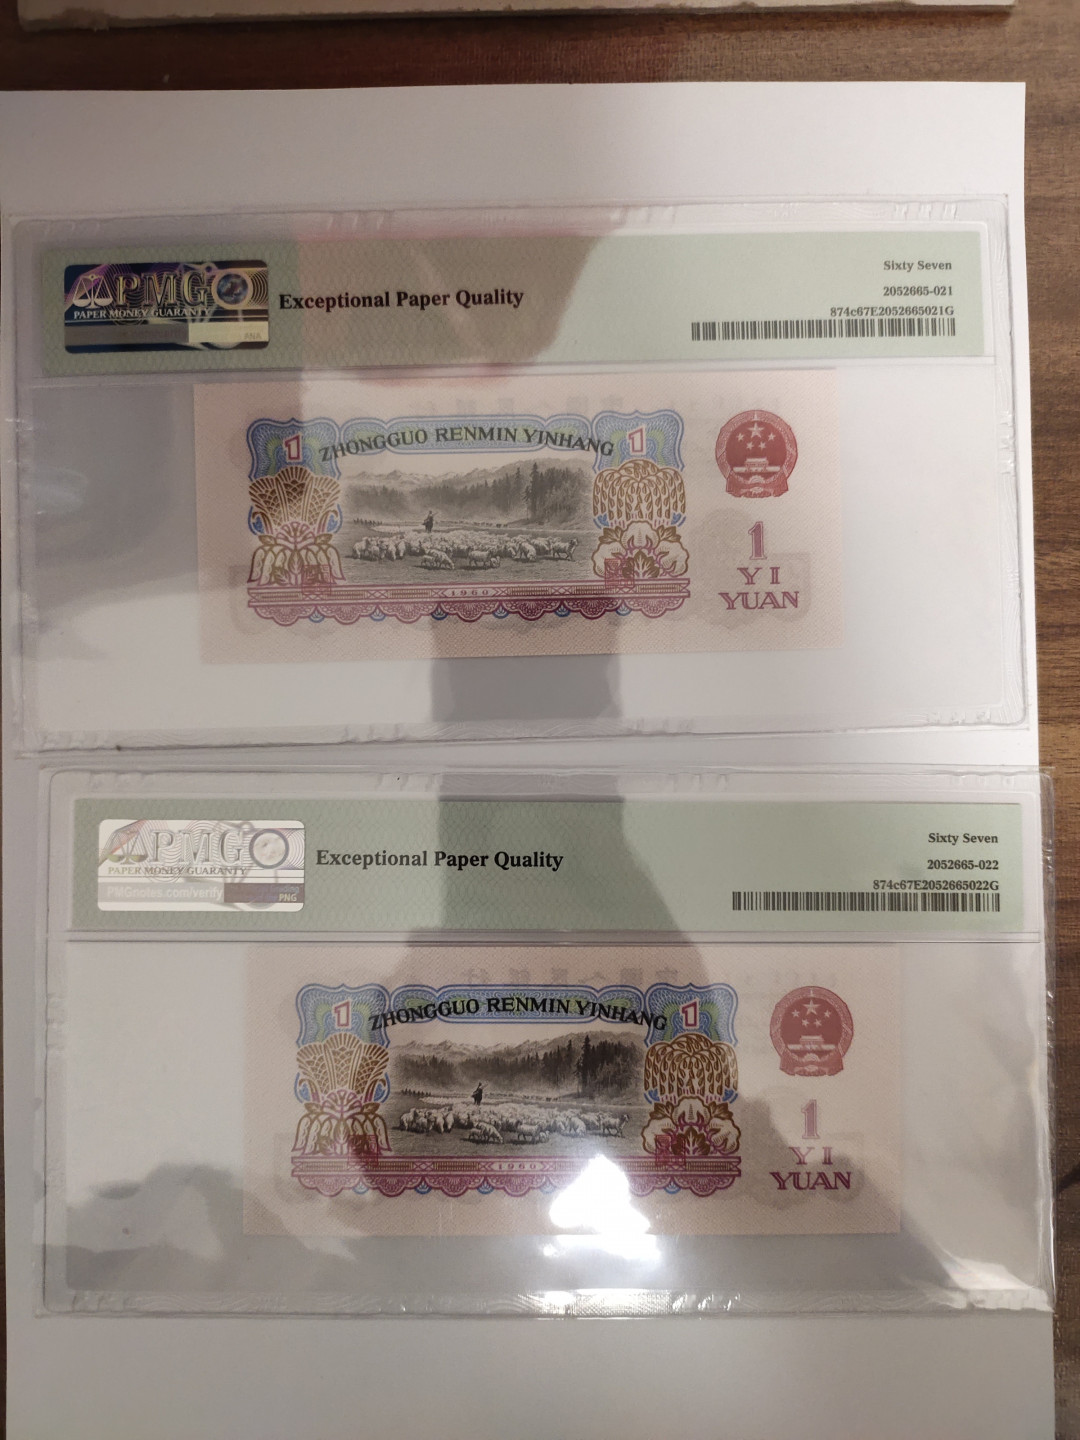 PMG
PAPER MONEY GUARANTY
Exceptional Paper Quality
Sixty Seven
2052665-021
874c67E2052665021G
1
ZHONGGUO RENMIN YINHANG
1
1960
1
YI
YUAN
PMG
PAPER MONEY GUARANTY
PMGnotes.com/verify
PNG
Exceptional Paper Quality
Sixty Seven
2052665-022
874c67E2052665022G
1
ZHONGGUO RENMIN YINHANG
1
1960
1
YI
YUAN